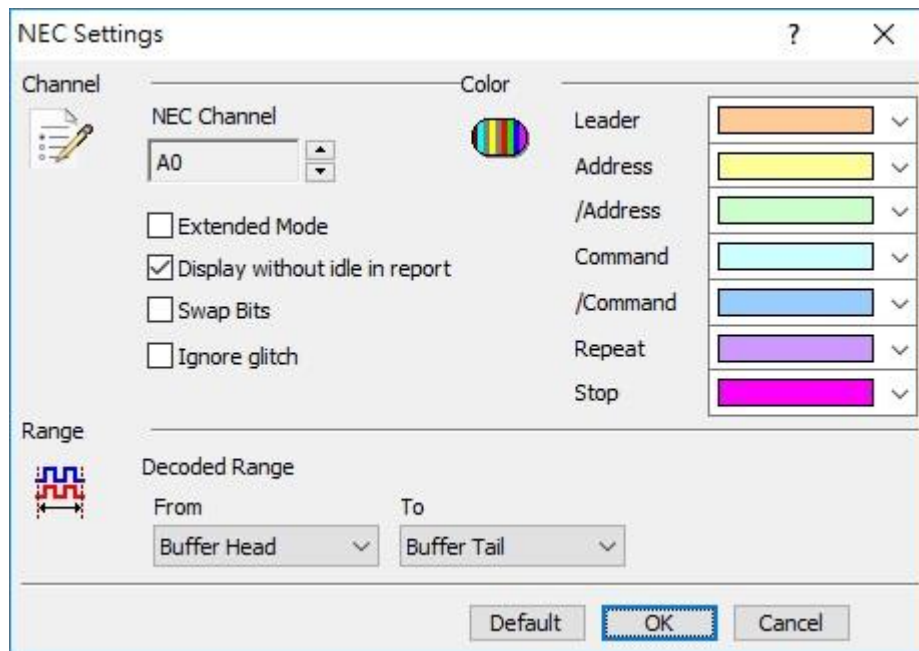 NEC Settings
?
Channel
NEC Channel
A0
Extended Mode
Display without idle in report
Swap Bits
Ignore glitch
Color
Leader
Address
/Address
Command
/Command
Repeat
Stop
Range
Decoded Range
From To
Buffer Head Buffer Tail
Default OK Cancel